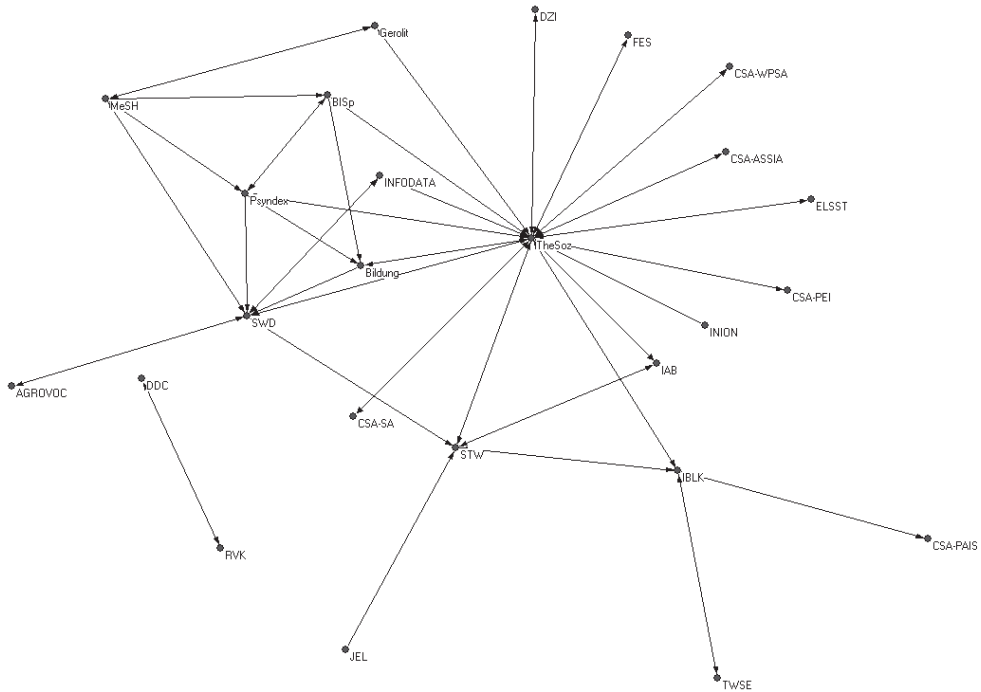 DZI
Gerolit
FES
CSA-WPSA
MeSH
BISp
CSA-ASSIA
INFODATA
Psyndex
ELSST
TheSoz
Bildung
CSA-PEI
SWD
INION
IAB
AGROVOC
DDC
CSA-SA
STW
IBLK
CSA-PAIS
RVK
JEL
TWSE